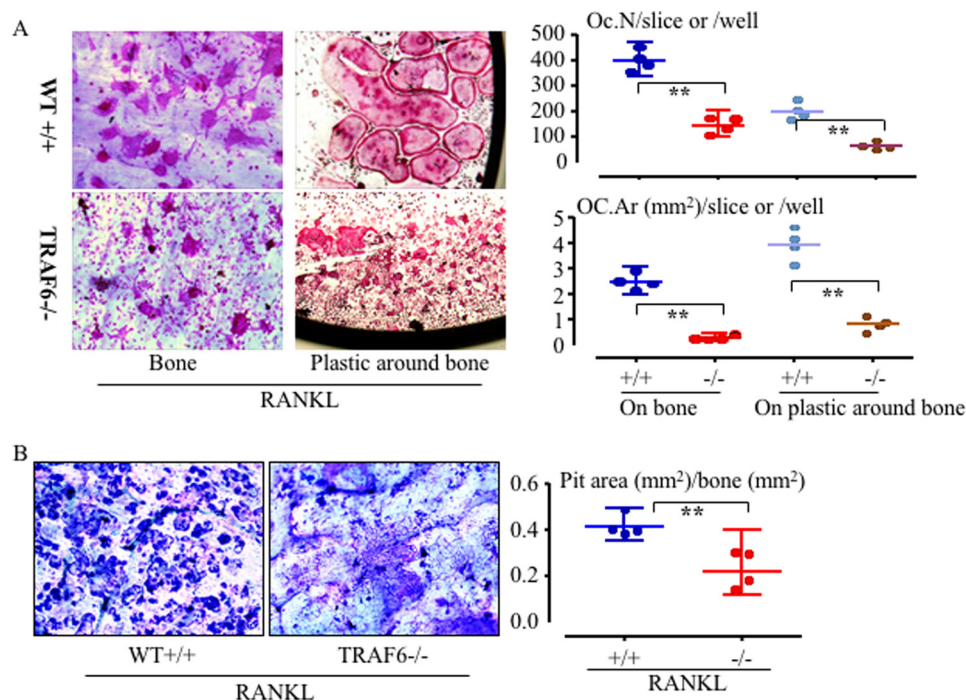 A
WT +/+
TRAF6-/-
Bone
Plastic around bone
RANKL
Oc.N/slice or /well
500
400
300
200
100
0
**
**
OC.Ar (mm²)/slice or /well
5
4
3
2
1
0
**
**
+/+
-/-
+/+
-/-
On bone
On plastic around bone
B
WT+/+
TRAF6-/-
RANKL
Pit area (mm²)/bone (mm²)
0.6
0.4
0.2
0.0
**
+/+
-/-
RANKL